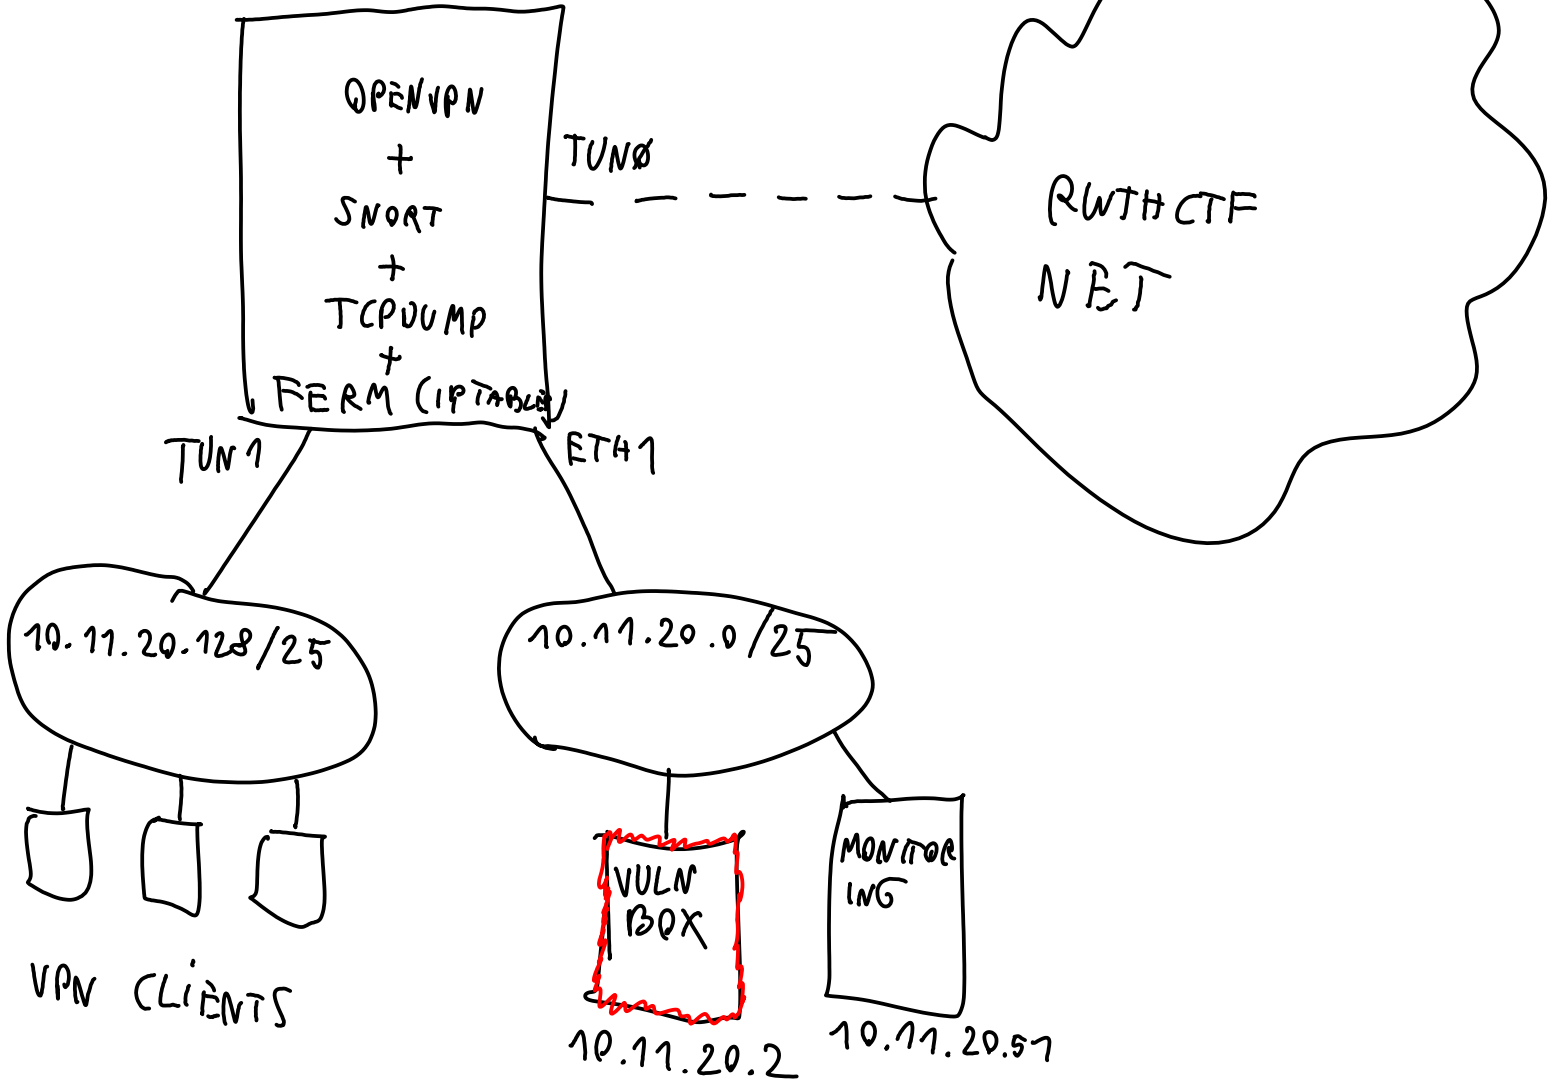 OPENVPN
+
SNORT
+
TCPDUMP
+
FERM (IPTABLES)
TUNØ
RWTHCTF
NET
TUN1
ETH1
10.11.20.128/25
10.11.20.0/25
VPN CLiENTS
VULN
BOX
10.11.20.2
MONITOR
ING
10.11.20.51